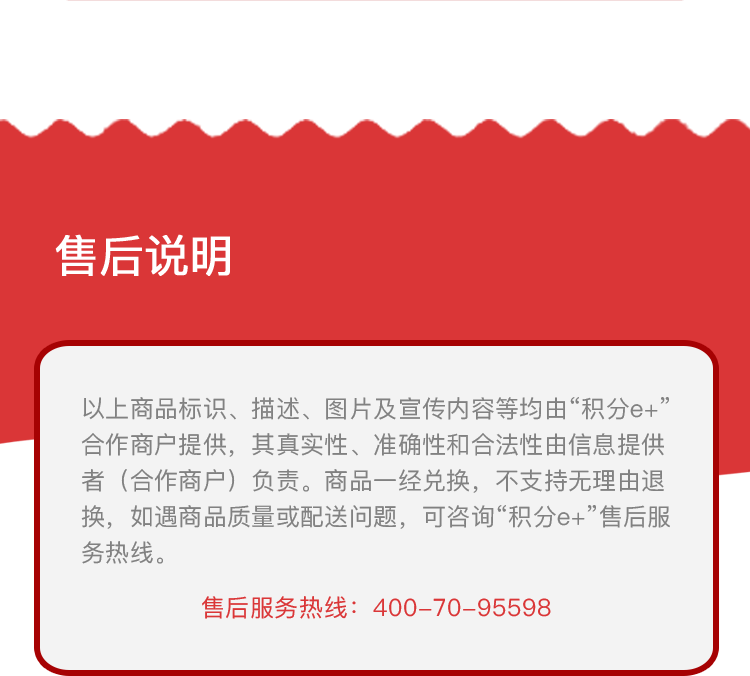 售后说明
以上商品标识、描述、图片及宣传内容等均由“积分e+”
合作商户提供，其真实性、准确性和合法性由信息提供
者（合作商户）负责。商品一经兑换，不支持无理由退
换，如遇商品质量或配送问题，可咨询“积分e+”售后服
务热线。
售后服务热线：400-70-95598